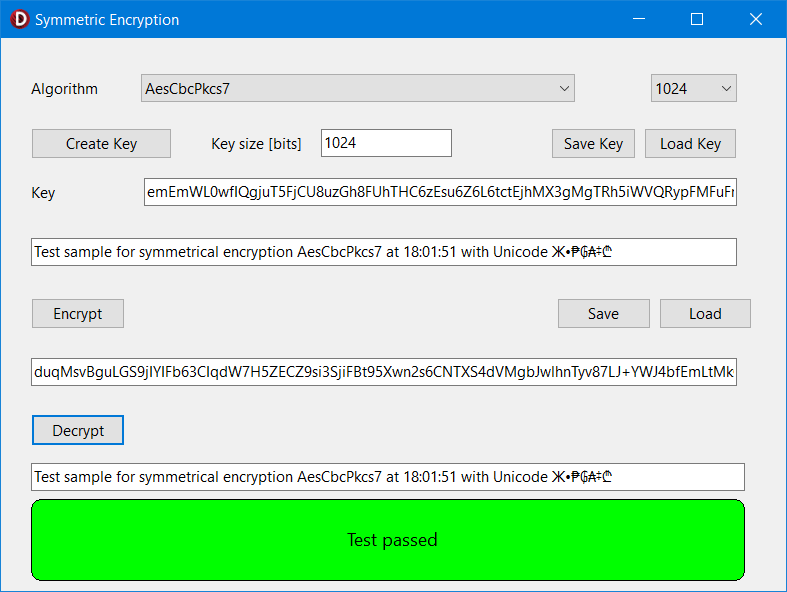 D Symmetric Encryption
Algorithm AesCbcPkcs7 1024
Create Key Key size [bits] 1024 Save Key Load Key
Key emEmWL0wfIQgjuT5FjCU8uzGh8FUhTHC6zEsu6Z6L6tctEjhMX3gMgTRh5iWVQRypFMFuFr
Test sample for symmetrical encryption AesCbcPkcs7 at 18:01:51 with Unicode Ж•₱₲₳‡₾
Encrypt Save Load
duqMsvBguLGS9jIYIFb63CIqdW7H5ZECZ9si3SjiFBt95Xwn2s6CNTXS4dVMgbJwlhnTyv87LJ+YWJ4bfEmLtMk
Decrypt
Test sample for symmetrical encryption AesCbcPkcs7 at 18:01:51 with Unicode Ж•₱₲₳‡₾
Test passed